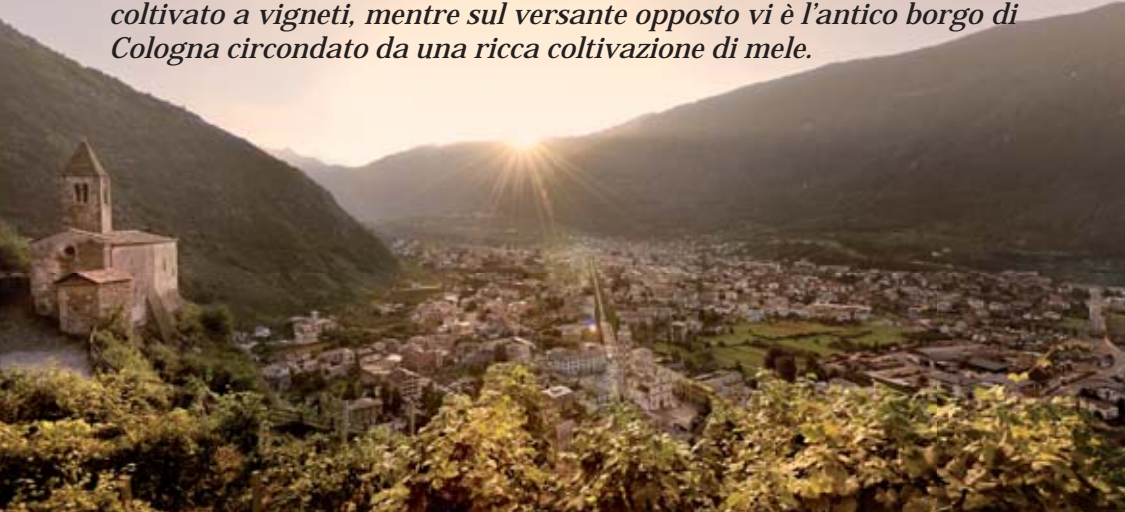 coltivato a vigneti, mentre sul versante opposto vi è l’antico borgo di
Cologna circondato da una ricca coltivazione di mele.